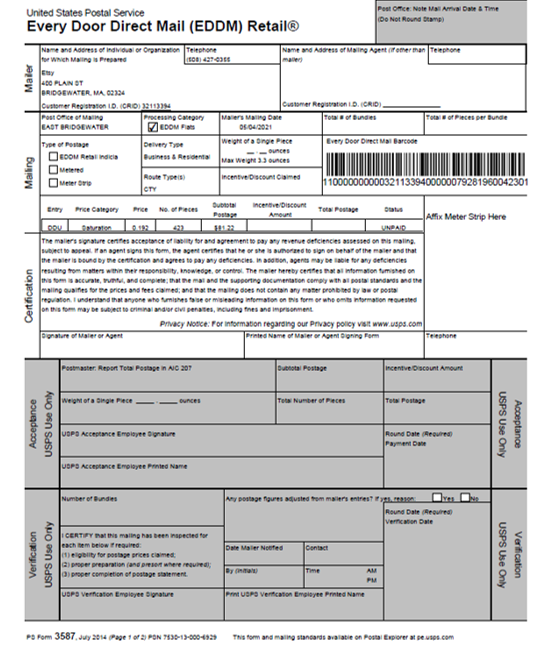 United States Postal Service
Every Door Direct Mail (EDDM) Retail®
Post Office: Note Mail Arrival Date & Time
(Do Not Round Stamp)
Mailer
Name and Address of Individual or Organization
for Which Mailing is Prepared
Telephone
(508) 427-0355
Etsy
400 PLAIN ST
BRIDGEWATER, MA, 02324
Customer Registration I.D. (CRID) 32113394
Name and Address of Mailing Agent (If other than
mailer)
Telephone
Customer Registration I.D. (CRID)
Mailing
Post Office of Mailing
EAST BRIDGEWATER
Processing Category
EDDM Flats
Mailer's Mailing Date
05/04/2021
Total # of Bundles
Total # of Pieces per Bundle
Type of Postage
EDDM Retail Indicia
Metered
Meter Strip
Delivery Type
Business & Residential
Route Type(s)
CTY
Weight of a Single Piece
__ . __ ounces
Max Weight 3.3 ounces
Incentive/Discount Claimed
Every Door Direct Mail Barcode
1100000000003211339400000079281960042301
Entry Price Category Price No. of Pieces Subtotal Postage Incentive/Discount Amount Total Postage Status
DDU Saturation 0.192 423 $81.22 UNPAID
Affix Meter Strip Here
Certification
The mailer's signature certifies acceptance of liability for and agreement to pay any revenue deficiencies assessed on this mailing,
subject to appeal. If an agent signs this form, the agent certifies that he or she is authorized to sign on behalf of the mailer and that
the mailer is bound by the certification and agrees to pay any deficiencies. In addition, agents may be liable for any deficiencies
resulting from matters within their responsibility, knowledge, or control. The mailer hereby certifies that all information furnished on
this form is accurate, truthful, and complete; that the mail and the supporting documentation comply with all postal standards and the
mailing qualifies for the prices and fees claimed; and that the mailing does not contain any matter prohibited by law or postal
regulation. I understand that anyone who furnishes false or misleading information on this form or who omits information requested
on this form may be subject to criminal and/or civil penalties, including fines and imprisonment.
Privacy Notice: For information regarding our Privacy policy visit www.usps.com
Signature of Mailer or Agent
Printed Name of Mailer or Agent Signing Form
Telephone
Acceptance
USPS Use Only
Postmaster: Report Total Postage in AIC 207
Subtotal Postage
Incentive/Discount Amount
Weight of a Single Piece ____ . ____ ounces
Total Number of Pieces
Total Postage
USPS Acceptance Employee Signature
Round Date (Required)
Payment Date
USPS Acceptance Employee Printed Name
Acceptance
USPS Use Only
Verification
USPS Use Only
Number of Bundles
Any postage figures adjusted from mailer's entries? If yes, reason: Yes No
Round Date (Required)
Verification Date
I CERTIFY that this mailing has been inspected for
each item below if required:
(1) eligibility for postage prices claimed;
(2) proper preparation (and presort where required);
(3) proper completion of postage statement.
Date Mailer Notified
Contact
By (Initials)
Time AM
PM
USPS Verification Employee Signature
Print USPS Verification Employee Printed Name
Verification
USPS Use Only
PS Form 3587, July 2014 (Page 1 of 2) PSN 7530-13-000-6929 This form and mailing standards available on Postal Explorer at pe.usps.com